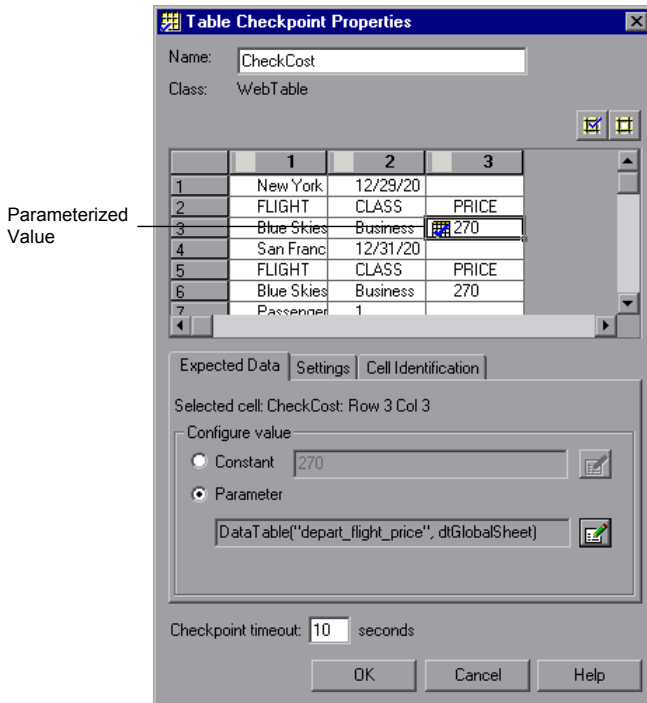 Table Checkpoint Properties
Name: CheckCost
Class: WebTable
1 2 3
1 New York 12/29/20
2 FLIGHT CLASS PRICE
Parameterized Value
3 Blue Skies Business 270
4 San Franc 12/31/20
5 FLIGHT CLASS PRICE
6 Blue Skies Business 270
7 Passenger 1
Expected Data Settings Cell Identification
Selected cell: CheckCost: Row 3 Col 3
Configure value
Constant 270
Parameter
DataTable("depart_flight_price", dtGlobalSheet)
Checkpoint timeout: 10 seconds
OK Cancel Help